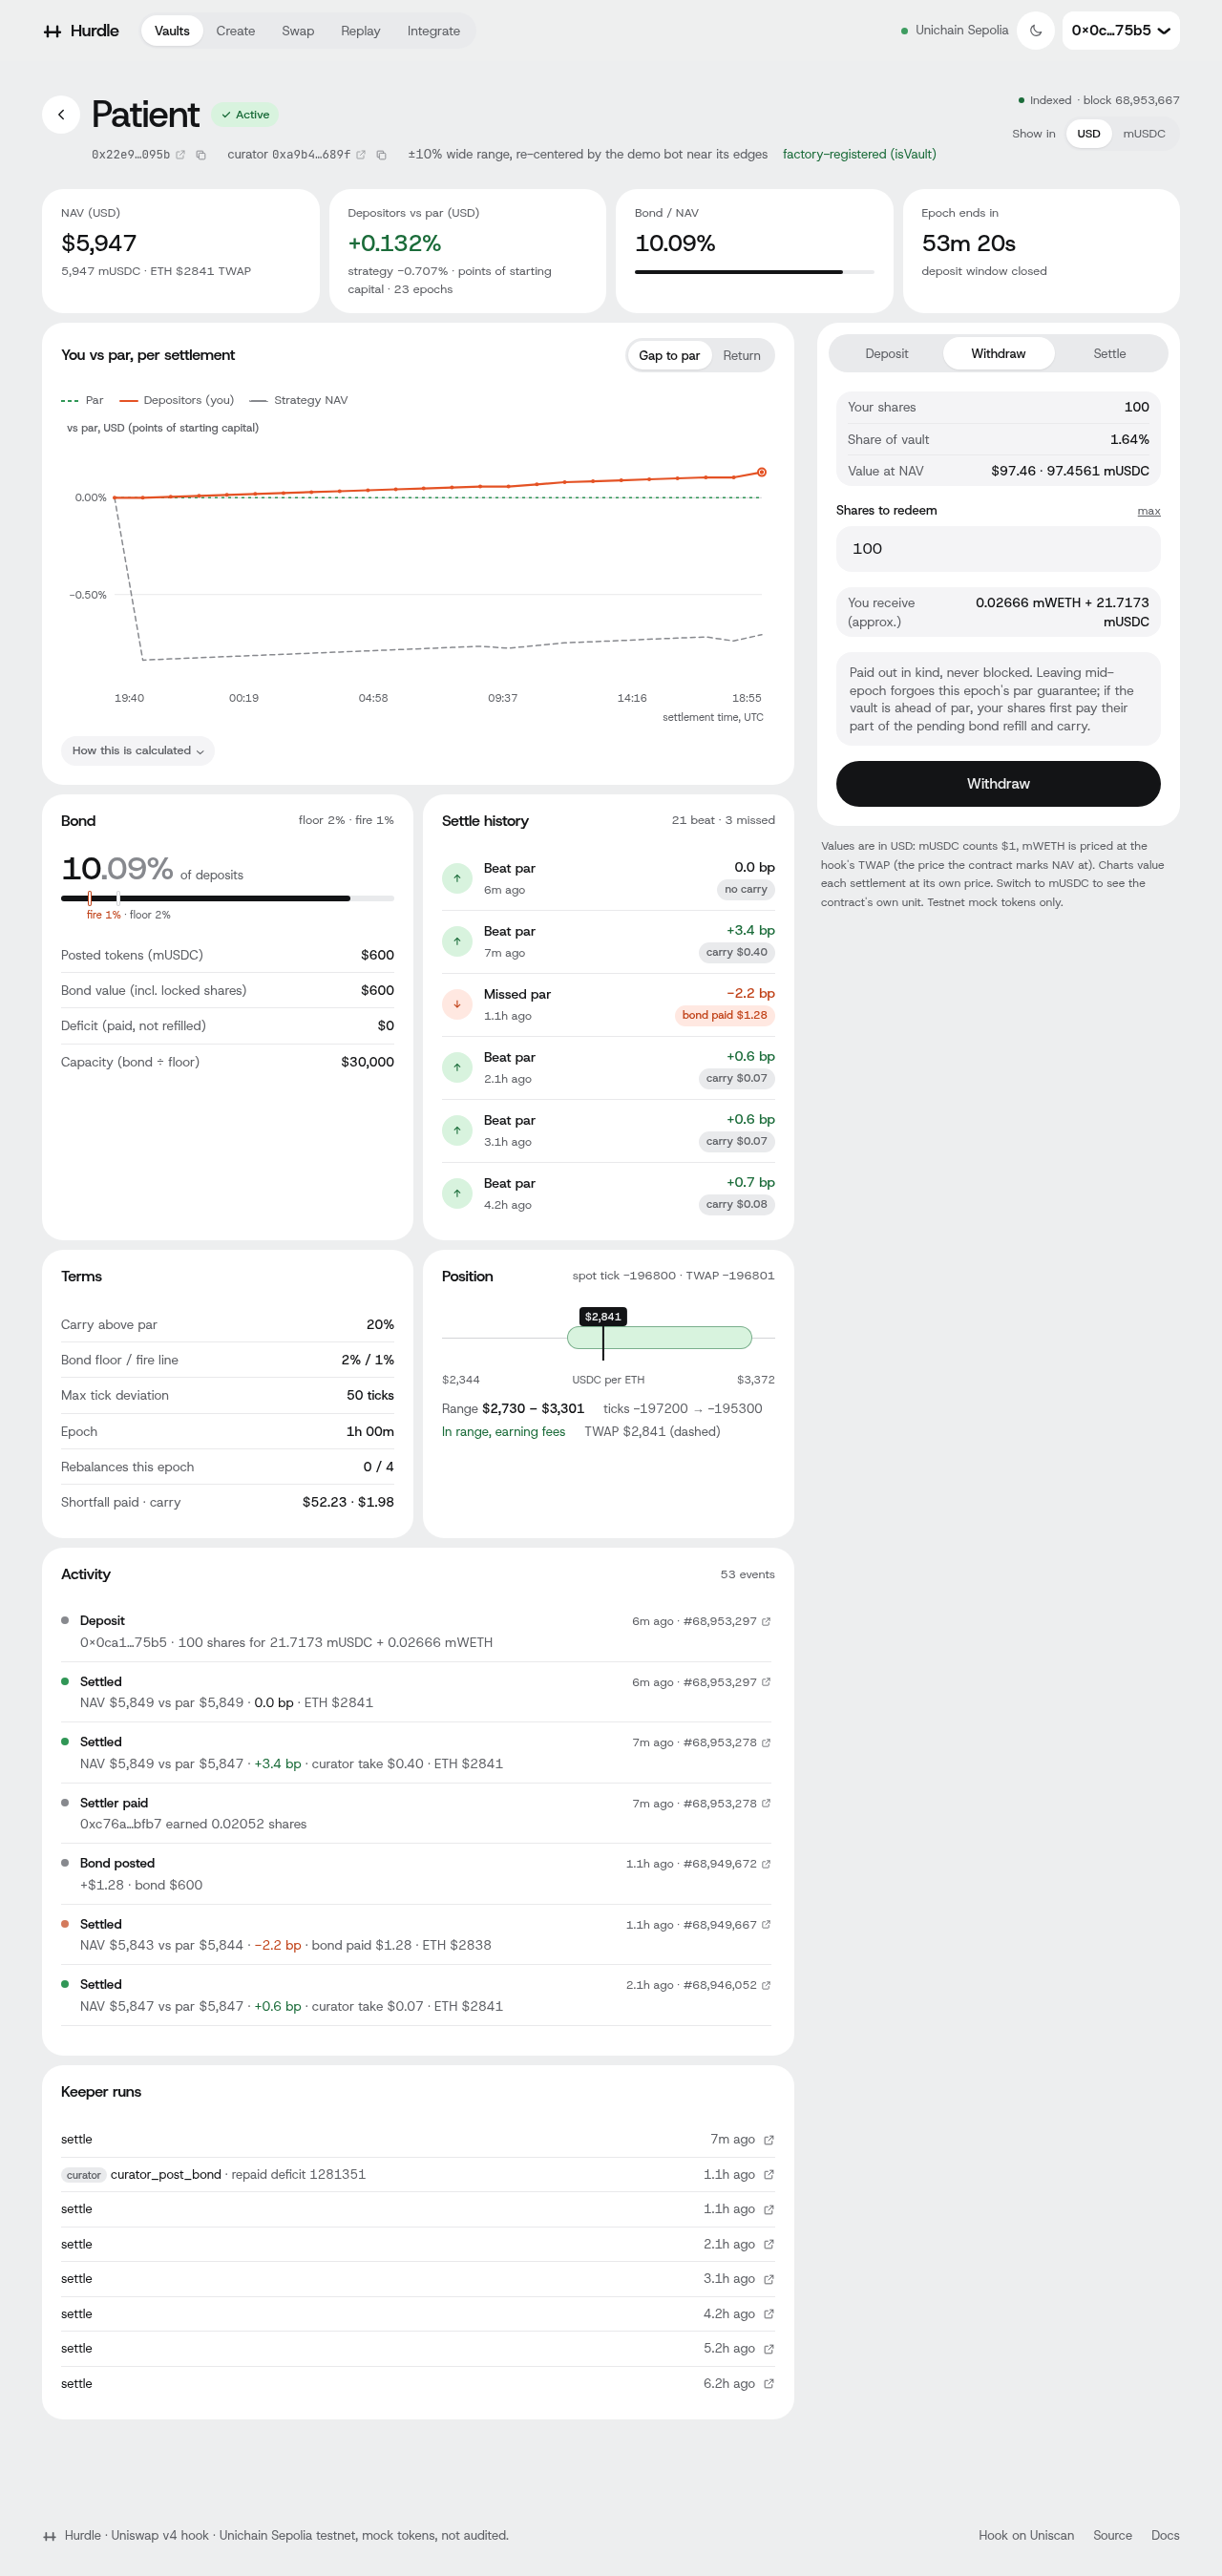 Hurdle
Vaults
Create
Swap
Replay
Integrate
Unichain Sepolia
0×0c…75b5
Patient
Active
Indexed · block 68,953,667
Show in
USD
mUSDC
0x22e9…095b
curator 0xa9b4…689f
±10% wide range, re-centered by the demo bot near its edges
factory-registered (isVault)
NAV (USD)
$5,947
5,947 mUSDC · ETH $2841 TWAP
Depositors vs par (USD)
+0.132%
strategy −0.707% · points of starting
capital · 23 epochs
Bond / NAV
10.09%
Epoch ends in
53m 20s
deposit window closed
You vs par, per settlement
Gap to par
Return
Par
Depositors (you)
Strategy NAV
vs par, USD (points of starting capital)
0.00%
−0.50%
19:40
00:19
04:58
09:37
14:16
18:55
settlement time, UTC
How this is calculated
Deposit
Withdraw
Settle
Your shares
100
Share of vault
1.64%
Value at NAV
$97.46 · 97.4561 mUSDC
Shares to redeem
max
100
You receive
(approx.)
0.02666 mWETH + 21.7173
mUSDC
Paid out in kind, never blocked. Leaving mid-
epoch forgoes this epoch's par guarantee; if the
vault is ahead of par, your shares first pay their
part of the pending bond refill and carry.
Withdraw
Values are in USD: mUSDC counts $1, mWETH is priced at the
hook's TWAP (the price the contract marks NAV at). Charts value
each settlement at its own price. Switch to mUSDC to see the
contract's own unit. Testnet mock tokens only.
Bond
floor 2% · fire 1%
10.09% of deposits
fire 1% · floor 2%
Posted tokens (mUSDC)
$600
Bond value (incl. locked shares)
$600
Deficit (paid, not refilled)
$0
Capacity (bond ÷ floor)
$30,000
Settle history
21 beat · 3 missed
Beat par
0.0 bp
6m ago
no carry
Beat par
+3.4 bp
7m ago
carry $0.40
Missed par
−2.2 bp
1.1h ago
bond paid $1.28
Beat par
+0.6 bp
2.1h ago
carry $0.07
Beat par
+0.6 bp
3.1h ago
carry $0.07
Beat par
+0.7 bp
4.2h ago
carry $0.08
Terms
Carry above par
20%
Bond floor / fire line
2% / 1%
Max tick deviation
50 ticks
Epoch
1h 00m
Rebalances this epoch
0 / 4
Shortfall paid · carry
$52.23 · $1.98
Position
spot tick −196800 · TWAP −196801
$2,841
$2,344
USDC per ETH
$3,372
Range $2,730 – $3,301
ticks −197200 → −195300
In range, earning fees
TWAP $2,841 (dashed)
Activity
53 events
Deposit
6m ago · #68,953,297
0×0ca1…75b5 · 100 shares for 21.7173 mUSDC + 0.02666 mWETH
Settled
6m ago · #68,953,297
NAV $5,849 vs par $5,849 · 0.0 bp · ETH $2841
Settled
7m ago · #68,953,278
NAV $5,849 vs par $5,847 · +3.4 bp · curator take $0.40 · ETH $2841
Settler paid
7m ago · #68,953,278
0xc76a…bfb7 earned 0.02052 shares
Bond posted
1.1h ago · #68,949,672
+$1.28 · bond $600
Settled
1.1h ago · #68,949,667
NAV $5,843 vs par $5,844 · −2.2 bp · bond paid $1.28 · ETH $2838
Settled
2.1h ago · #68,946,052
NAV $5,847 vs par $5,847 · +0.6 bp · curator take $0.07 · ETH $2841
Keeper runs
settle
7m ago
curator curator_post_bond · repaid deficit 1281351
1.1h ago
settle
1.1h ago
settle
2.1h ago
settle
3.1h ago
settle
4.2h ago
settle
5.2h ago
settle
6.2h ago
Hurdle · Uniswap v4 hook · Unichain Sepolia testnet, mock tokens, not audited.
Hook on Uniscan
Source
Docs